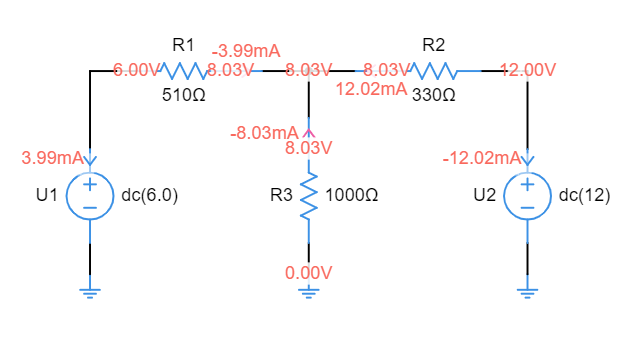 R1
-3.99mA
R2
6.00V
8.03V
8.03V
8.03V
12.00V
510Ω
12.02mA
330Ω
-8.03mA
8.03V
3.99mA
-12.02mA
U1
dc(6.0)
R3
1000Ω
U2
dc(12)
0.00V